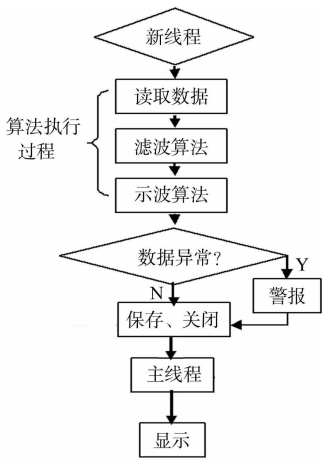 新线程
读取数据
算法执行
过程
滤波算法
示波算法
数据异常?
Y
N
警报
保存、关闭
主线程
显示